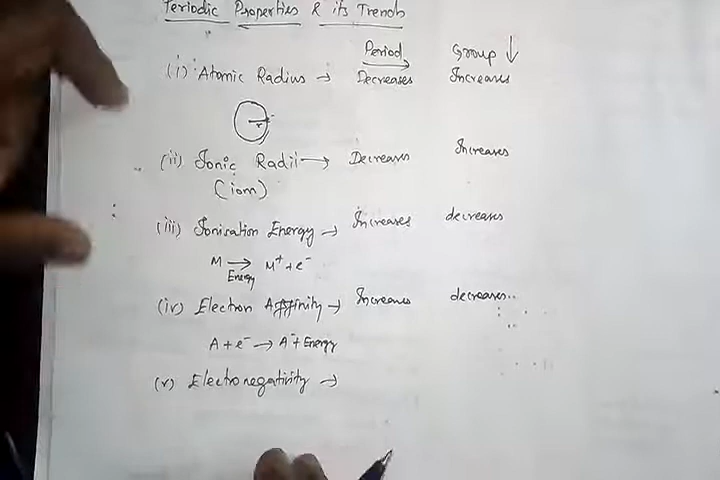 Periodic Properties & its Trends
Period Group ↓
(i) Atomic Radius → Decreases Increases
r
(ii) Ionic Radii → Decreases Increases
(ion)
(iii) Ionisation Energy → Increases decreases
M → M⁺ + e⁻
Energy
(iv) Electron Affinity → Increases decreases..
A + e⁻ → A⁻ + Energy
(v) Electronegativity →